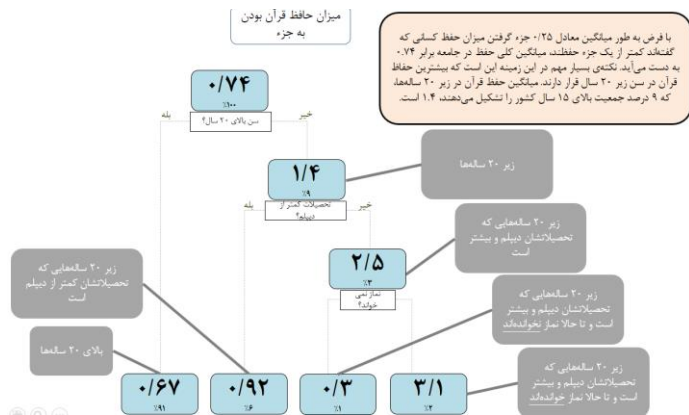 میزان حافظ قرآن بودن
به جزء
با فرض به طور میانگین معادل ۰/۲۵ جزء گرفتن میزان حفظ کسانی که
گفته‌اند کمتر از یک جزء حفظند، میانگین کلی حفظ در جامعه برابر ۰.۷۴
به دست می‌آید. نکته‌ی بسیار مهم در این زمینه این است که بیشترین حفاظ
قرآن در سن زیر ۲۰ سال قرار دارند. میانگین حفظ قرآن در زیر ۲۰ ساله‌ها،
که ۹ درصد جمعیت بالای ۱۵ سال کشور را تشکیل می‌دهند، ۱.۴ است.
۰/۷۴
٪۱۰۰
سن بالای ۲۰ سال؟
خیر
بله
۱/۴
٪۹
تحصیلات کمتر از
دیپلم؟
خیر
بله
زیر ۲۰ ساله‌ها
۲/۵
٪۳
نماز نمی
خواند؟
زیر ۲۰ ساله‌هایی که
تحصیلاتشان دیپلم و بیشتر
است
زیر ۲۰ ساله‌هایی که
تحصیلاتشان کمتر از دیپلم
است
زیر ۲۰ ساله‌هایی که
تحصیلاتشان دیپلم و بیشتر
است و تا حالا نماز نخوانده‌اند
بالای ۲۰ ساله‌ها
زیر ۲۰ ساله‌هایی که
تحصیلاتشان دیپلم و بیشتر
است و تا حالا نماز خوانده‌اند
۳/۱
٪۲
۰/۳
٪۱
۰/۹۲
٪۶
۰/۶۷
٪۹۱